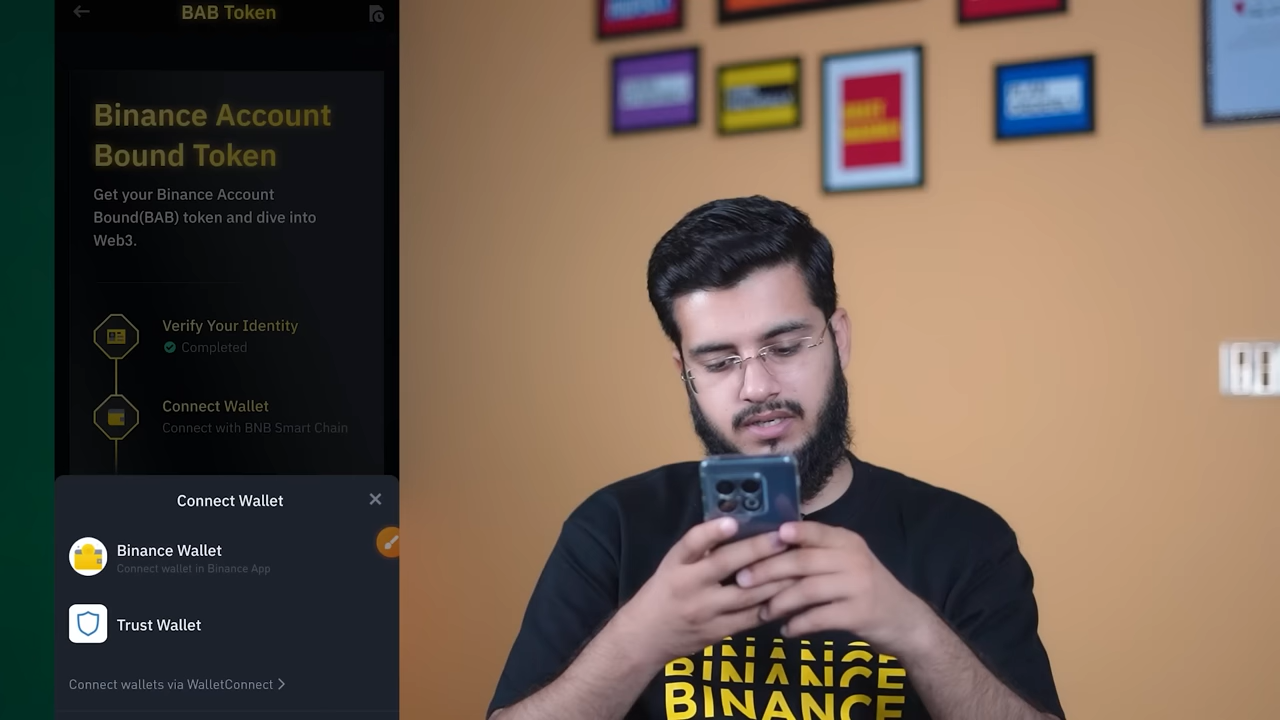 BAB Token
Binance Account
Bound Token
Get your Binance Account
Bound(BAB) token and dive into
Web3.
Verify Your Identity
Completed
Connect Wallet
Connect with BNB Smart Chain
Connect Wallet
Binance Wallet
Connect wallet in Binance App
Trust Wallet
Connect wallets via WalletConnect
BINANCE
BINANCE
BINANCE